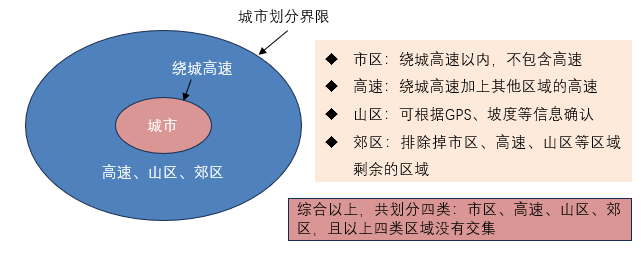 城市划分界限
绕城高速
城市
高速、山区、郊区
◆ 市区：绕城高速以内，不包含高速
◆ 高速：绕城高速加上其他区域的高速
◆ 山区：可根据GPS、坡度等信息确认
◆ 郊区：排除掉市区、高速、山区等区域
剩余的区域
综合以上，共划分四类：市区、高速、山区、郊
区，且以上四类区域没有交集